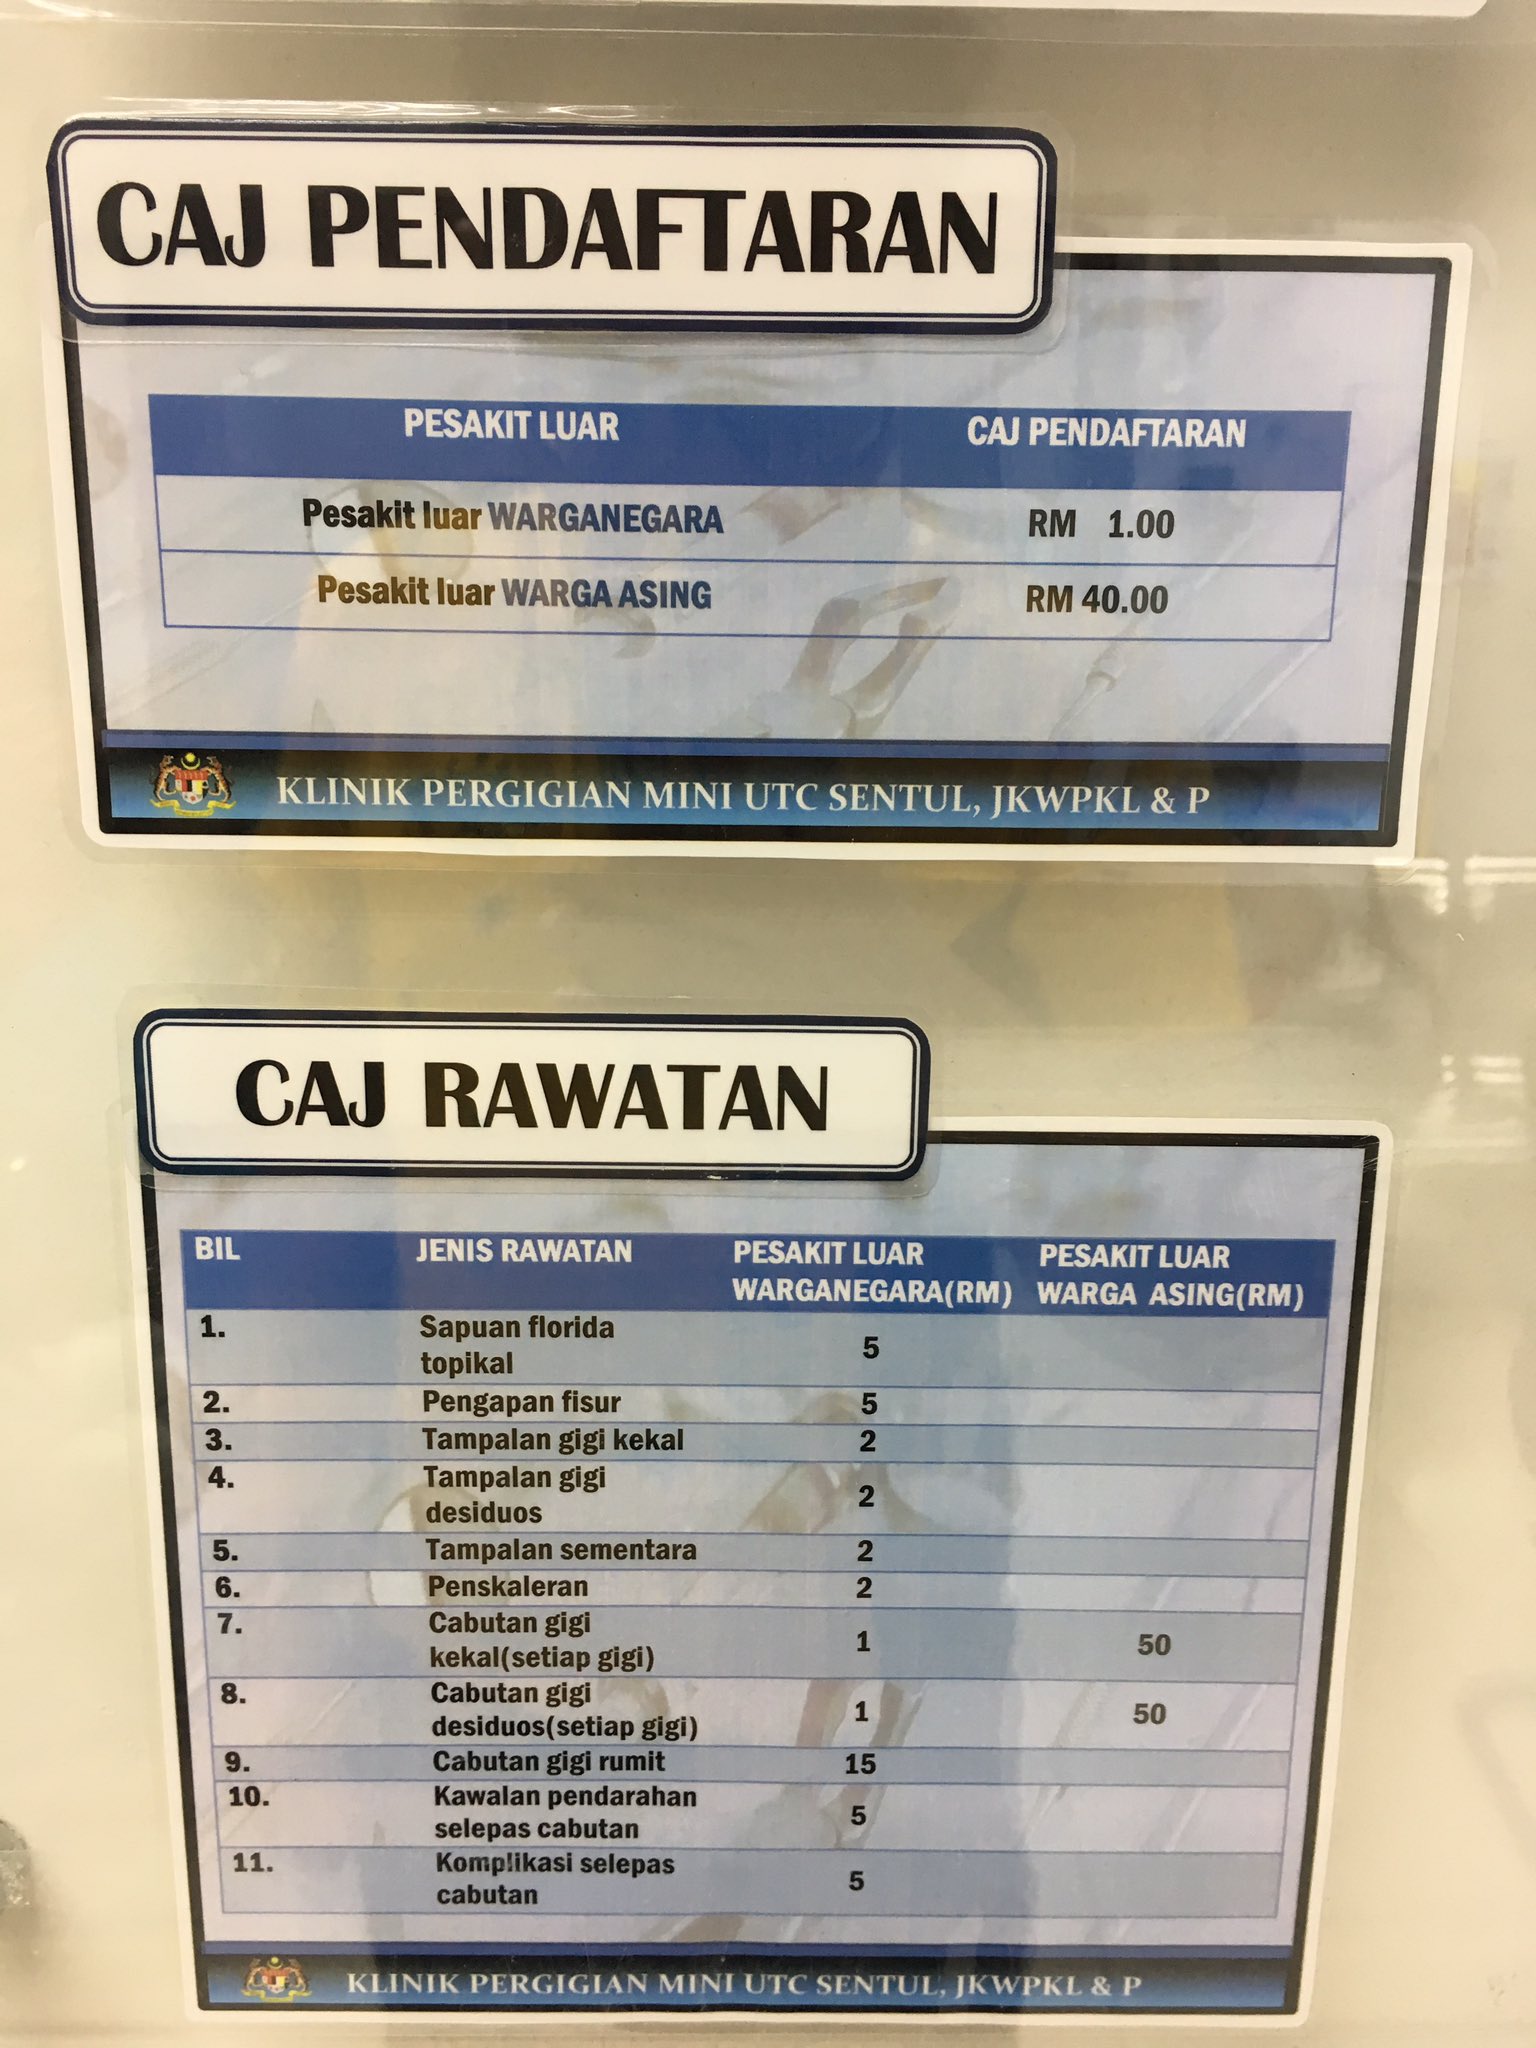 CAJ PENDAFTARAN
PESAKIT LUAR CAJ PENDAFTARAN
Pesakit luar WARGANEGARA RM 1.00
Pesakit luar WARGA ASING RM 40.00
KLINIK PERGIGIAN MINI UTC SENTUL, JKWPKL & P
CAJ RAWATAN
BIL JENIS RAWATAN PESAKIT LUAR WARGANEGARA(RM) PESAKIT LUAR WARGA ASING(RM)
1. Sapuan florida topikal 5
2. Pengapan fisur 5
3. Tampalan gigi kekal 2
4. Tampalan gigi desiduos 2
5. Tampalan sementara 2
6. Penskaleran 2
7. Cabutan gigi kekal(setiap gigi) 1 50
8. Cabutan gigi desiduos(setiap gigi) 1 50
9. Cabutan gigi rumit 15
10. Kawalan pendarahan selepas cabutan 5
11. Komplikasi selepas cabutan 5
KLINIK PERGIGIAN MINI UTC SENTUL, JKWPKL & P